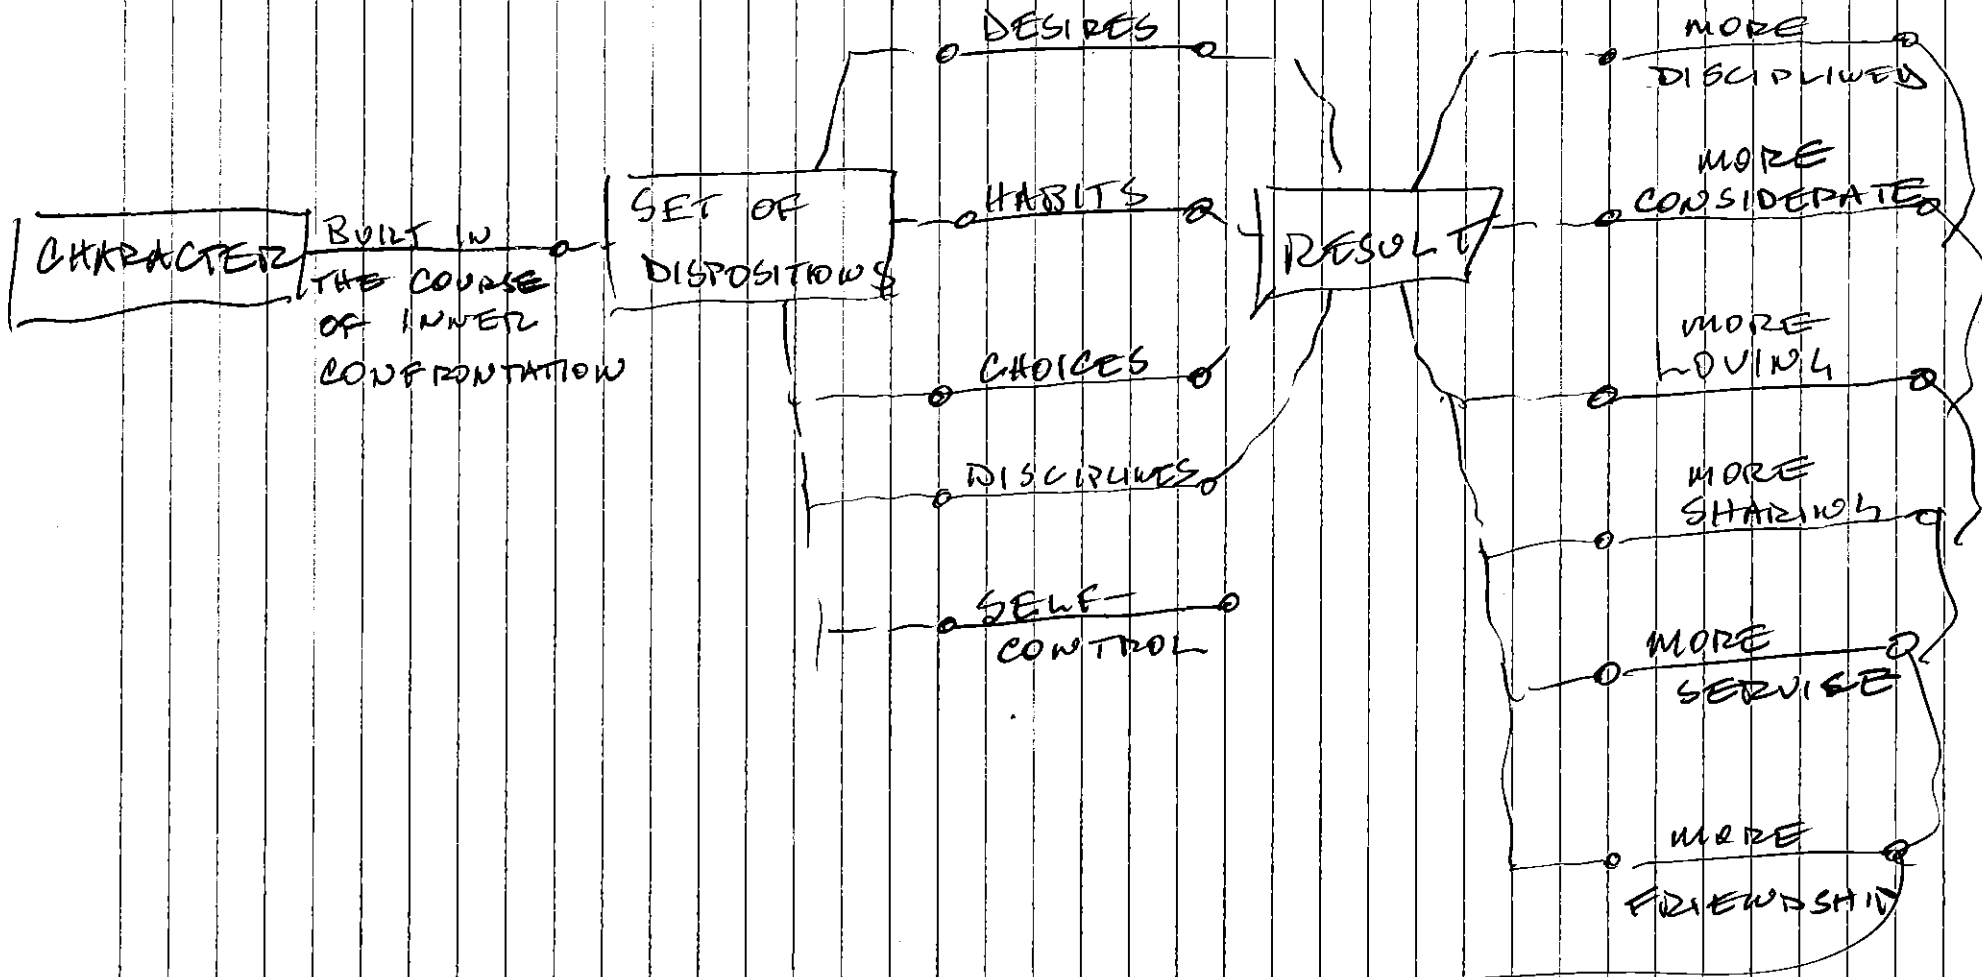 CHARACTER
BUILT IN
THE COURSE
OF INNER
CONFRONTATION
SET OF
DISPOSITIONS
DESIRES
HABITS
CHOICES
DISCIPLINES
SELF-
CONTROL
RESULT
MORE
DISCIPLINED
MORE
CONSIDERATE
MORE
LOVING
MORE
SHARING
MORE
SERVICE
MORE
FRIENDSHIP